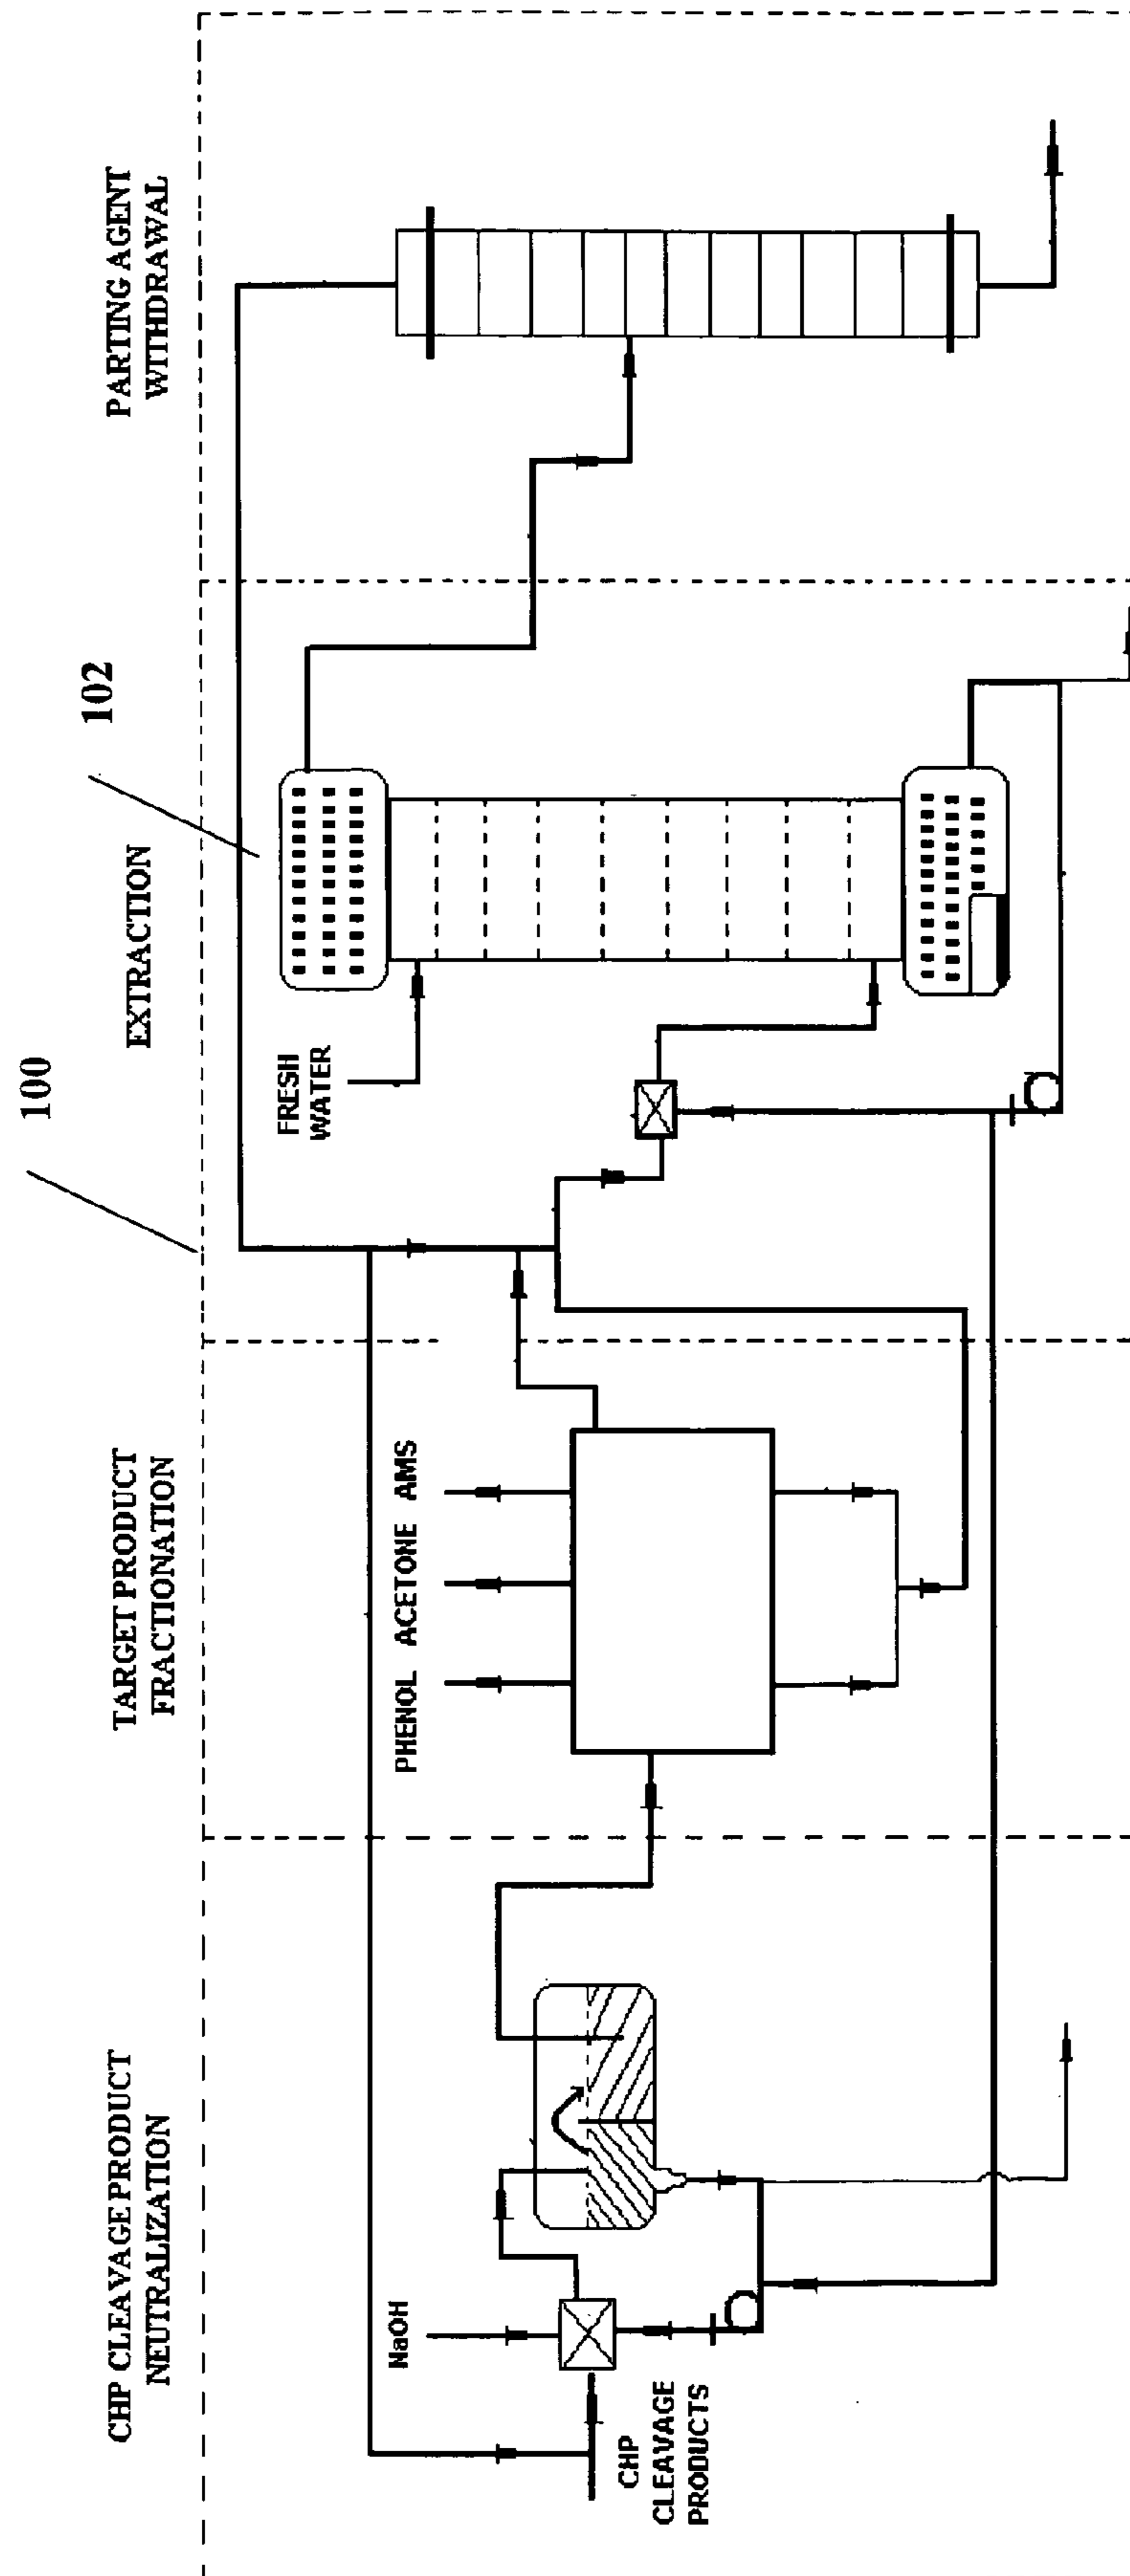 100
102
CHP CLEAVAGE PRODUCT
NEUTRALIZATION
TARGET PRODUCT
FRACTIONATION
EXTRACTION
PARTING AGENT
WITHDRAWAL
NaOH
CHP
CLEAVAGE
PRODUCTS
PHENOL ACETONE AMS
FRESH
WATER